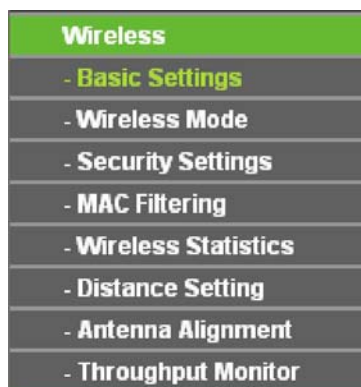 Wireless
- Basic Settings
- Wireless Mode
- Security Settings
- MAC Filtering
- Wireless Statistics
- Distance Setting
- Antenna Alignment
- Throughput Monitor